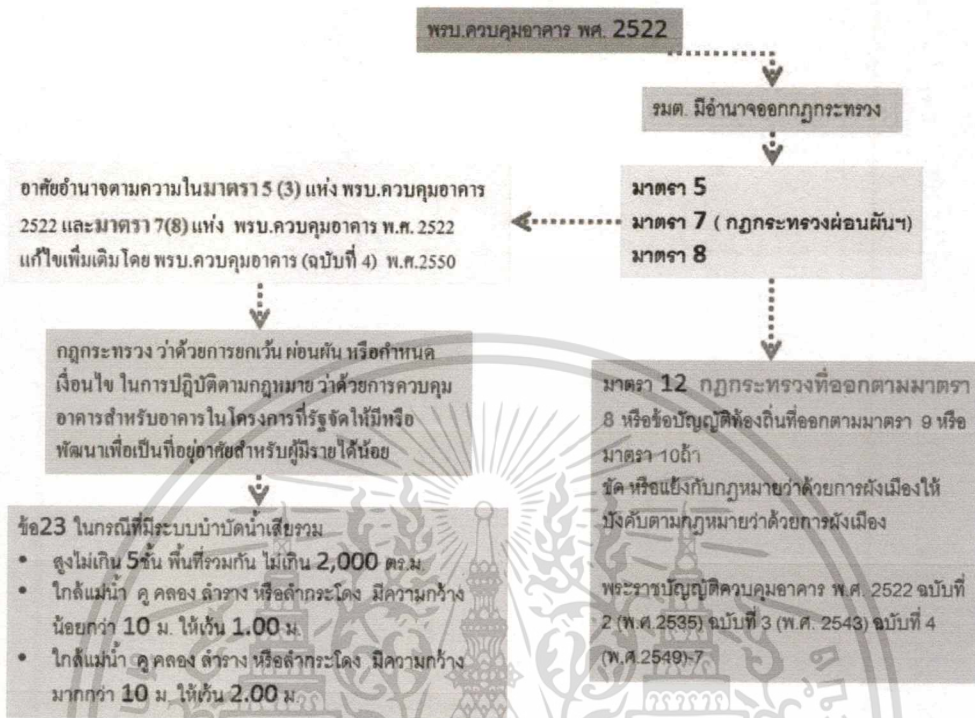 พรบ.ควบคุมอาคาร พศ. 2522
รมต. มีอำนาจออกกฎกระทรวง
มาตรา 5
มาตรา 7 ( กฎกระทรวงผ่อนผันฯ)
มาตรา 8
อาศัยอำนาจตามความในมาตรา 5 (3) แห่ง พรบ.ควบคุมอาคาร
2522 และมาตรา 7(8) แห่ง พรบ.ควบคุมอาคาร พ.ศ. 2522
แก้ไขเพิ่มเติมโดย พรบ.ควบคุมอาคาร (ฉบับที่ 4) พ.ศ.2550
กฎกระทรวง ว่าด้วยการยกเว้น ผ่อนผัน หรือกำหนด
เงื่อนไข ในการปฏิบัติตามกฎหมาย ว่าด้วยการควบคุม
อาคารสำหรับอาคารในโครงการที่รัฐจัดให้มีหรือ
พัฒนาเพื่อเป็นที่อยู่อาศัยสำหรับผู้มีรายได้น้อย
ข้อ23 ในกรณีที่มีระบบบำบัดน้ำเสียรวม
• สูงไม่เกิน 5ชั้น พื้นที่รวมกัน ไม่เกิน 2,000 ตร.ม.
• ใกล้แม่น้ำ คู คลอง ลำราง หรือลำกระโดง มีความกว้าง
น้อยกว่า 10 ม. ให้เว้น 1.00 ม.
• ใกล้แม่น้ำ คู คลอง ลำราง หรือลำกระโดง มีความกว้าง
มากกว่า 10 ม. ให้เว้น 2.00 ม.
มาตรา 12 กฎกระทรวงที่ออกตามมาตรา
8 หรือข้อบัญญัติท้องถิ่นที่ออกตามมาตรา 9 หรือ
มาตรา 10ถ้า
ขัด หรือแย้งกับกฎหมายว่าด้วยการผังเมืองให้
บังคับตามกฎหมายว่าด้วยการผังเมือง
พระราชบัญญัติควบคุมอาคาร พ.ศ. 2522 ฉบับที่
2 (พ.ศ.2535) ฉบับที่ 3 (พ.ศ. 2543) ฉบับที่ 4
(พ.ศ.2549)-7